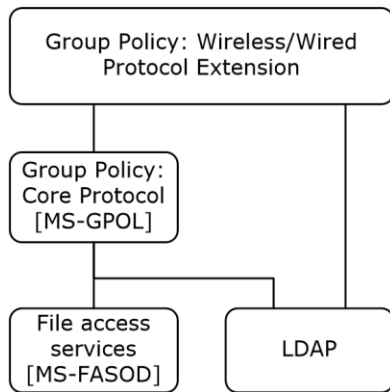 Group Policy: Wireless/Wired
Protocol Extension
Group Policy:
Core Protocol
[MS-GPOL]
File access
services
[MS-FASOD]
LDAP